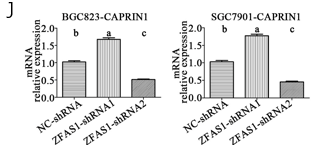 J
BGC823-CAPRIN1
mRNA
relative expression
2.0
1.5
1.0
0.5
0.0
b
a
c
NC-shRNA
ZFAS1-shRNA1
ZFAS1-shRNA2
SGC7901-CAPRIN1
mRNA
relative expression
2.0
1.5
1.0
0.5
0.0
b
a
c
NC-shRNA
ZFAS1-shRNA1
ZFAS1-shRNA2